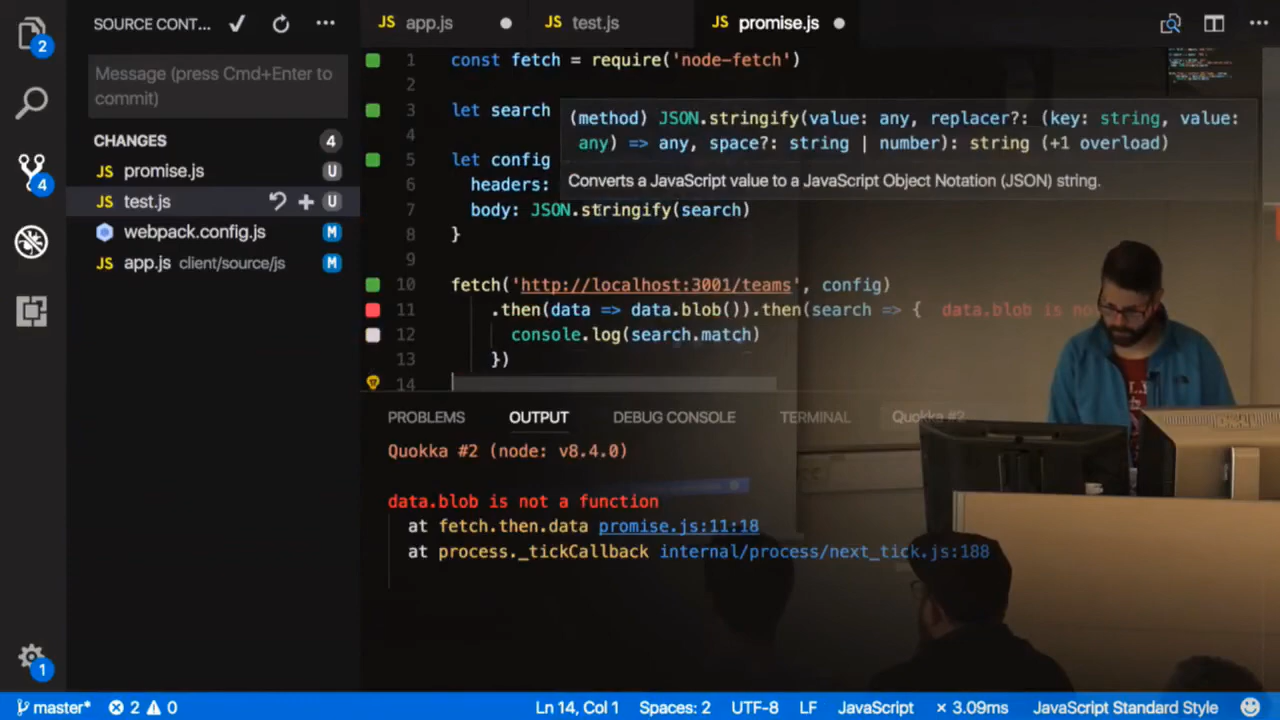 SOURCE CONT... ✓ ...
JS app.js ●
JS test.js
JS promise.js ●
2
4
1
Message (press Cmd+Enter to
commit)
CHANGES 4
JS promise.js U
JS test.js U
webpack.config.js M
JS app.js client/source/js M
1 const fetch = require('node-fetch')
2
3 let search
4
5 let config
6 headers:
7 body: JSON.stringify(search)
8 }
9
10 fetch('http://localhost:3001/teams', config)
11 .then(data => data.blob()).then(search => { data.blob is no
12 console.log(search.match)
13 })
14
(method) JSON.stringify(value: any, replacer?: (key: string, value:
any) => any, space?: string | number): string (+1 overload)
Converts a JavaScript value to a JavaScript Object Notation (JSON) string.
PROBLEMS OUTPUT DEBUG CONSOLE TERMINAL Quokka #2
Quokka #2 (node: v8.4.0)
data.blob is not a function
at fetch.then.data promise.js:11:18
at process._tickCallback internal/process/next_tick.js:188
master* 2 0 Ln 14, Col 1 Spaces: 2 UTF-8 LF JavaScript × 3.09ms JavaScript Standard Style